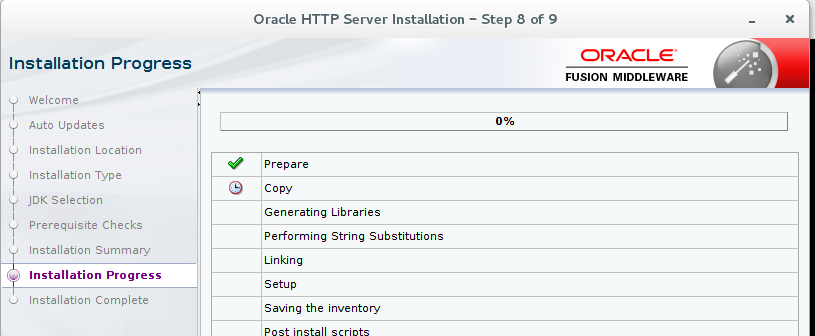 Oracle HTTP Server Installation – Step 8 of 9
Installation Progress
ORACLE
FUSION MIDDLEWARE
Welcome
Auto Updates
Installation Location
Installation Type
JDK Selection
Prerequisite Checks
Installation Summary
Installation Progress
Installation Complete
0%
Prepare
Copy
Generating Libraries
Performing String Substitutions
Linking
Setup
Saving the inventory
Post install scripts